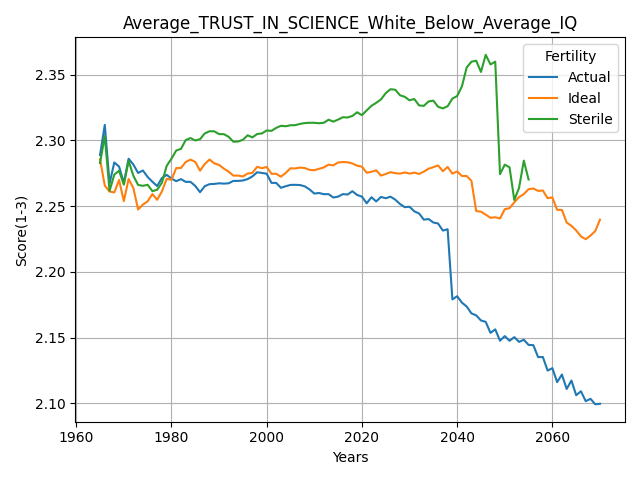 Average_TRUST_IN_SCIENCE_White_Below_Average_IQ
Fertility
Actual
Ideal
Sterile
Score(1-3)
2.35
2.30
2.25
2.20
2.15
2.10
1960
1980
2000
2020
2040
2060
Years